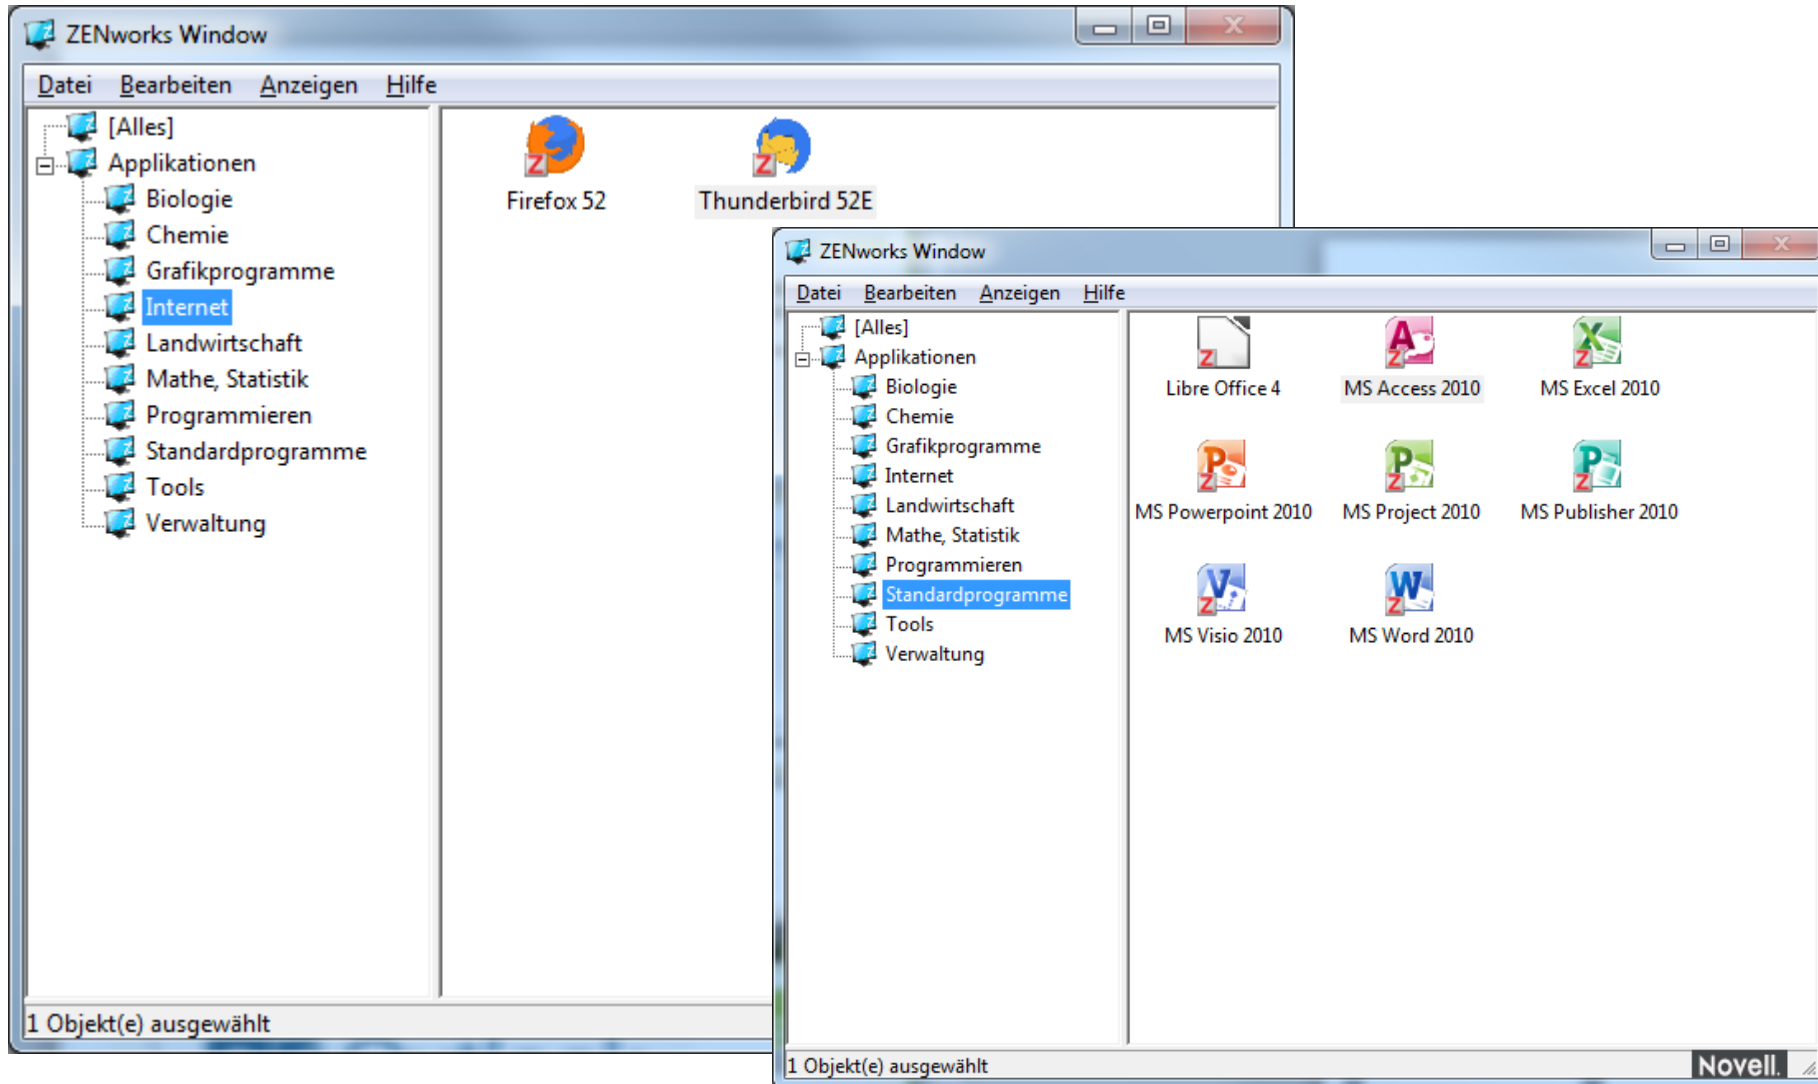 ZENworks Window
Datei Bearbeiten Anzeigen Hilfe
[Alles]
Applikationen
Biologie
Chemie
Grafikprogramme
Internet
Landwirtschaft
Mathe, Statistik
Programmieren
Standardprogramme
Tools
Verwaltung
Firefox 52 Thunderbird 52E
1 Objekt(e) ausgewählt
ZENworks Window
Datei Bearbeiten Anzeigen Hilfe
[Alles]
Applikationen
Biologie
Chemie
Grafikprogramme
Internet
Landwirtschaft
Mathe, Statistik
Programmieren
Standardprogramme
Tools
Verwaltung
Libre Office 4 MS Access 2010 MS Excel 2010
MS Powerpoint 2010 MS Project 2010 MS Publisher 2010
MS Visio 2010 MS Word 2010
1 Objekt(e) ausgewählt
Novell.